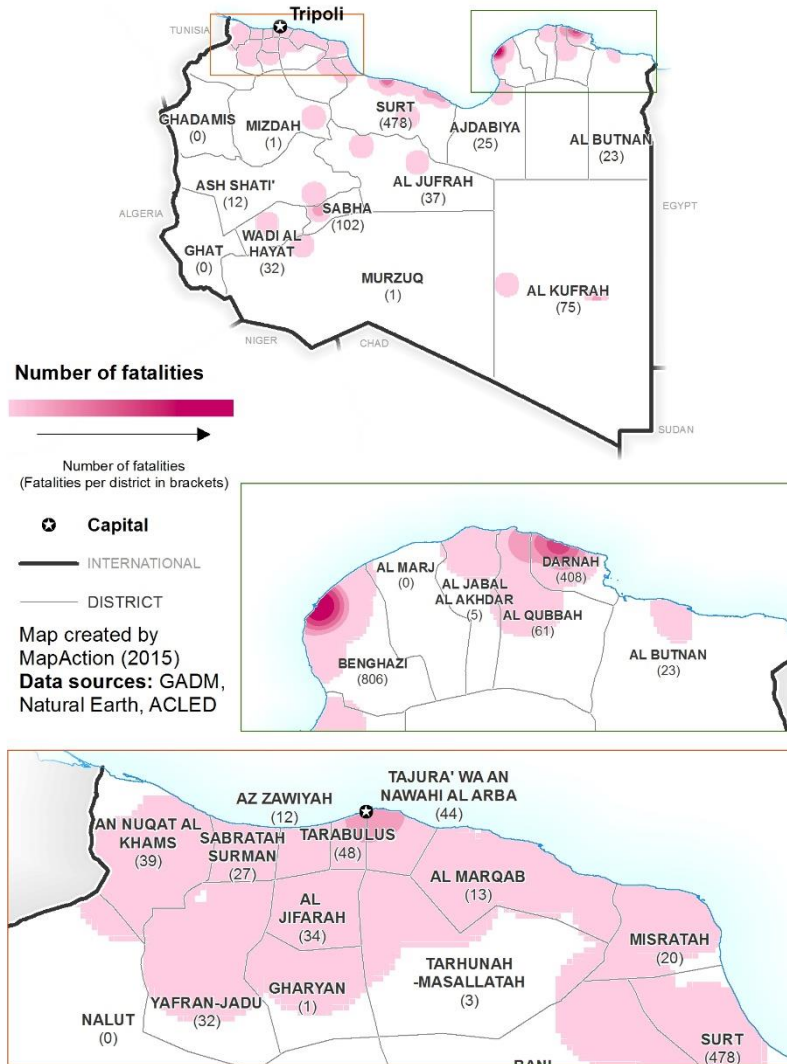 Tripoli
TUNISIA
GHADAMIS
(0)
MIZDAH
(1)
SURT
(478)
AJDABIYA
(25)
AL BUTNAN
(23)
ASH SHATI'
(12)
AL JUFRAH
(37)
ALGERIA
SABHA
(102)
EGYPT
WADI AL
HAYAT
(32)
GHAT
(0)
MURZUQ
(1)
AL KUFRAH
(75)
NIGER
CHAD
SUDAN
Number of fatalities
Number of fatalities
(Fatalities per district in brackets)
Capital
INTERNATIONAL
DISTRICT
Map created by
MapAction (2015)
Data sources: GADM,
Natural Earth, ACLED
AL MARJ
(0)
AL JABAL
AL AKHDAR
(5)
DARNAH
(408)
AL QUBBAH
(61)
BENGHAZI
(806)
AL BUTNAN
(23)
AZ ZAWIYAH
(12)
TAJURA' WA AN
NAWAHI AL ARBA
(44)
AN NUQAT AL
KHAMS
(39)
SABRATAH
SURMAN
(27)
TARABULUS
(48)
AL MARQAB
(13)
AL
JIFARAH
(34)
MISRATAH
(20)
TARHUNAH
-MASALLATAH
(3)
GHARYAN
(1)
YAFRAN-JADU
(32)
NALUT
(0)
SURT
(478)
BANI